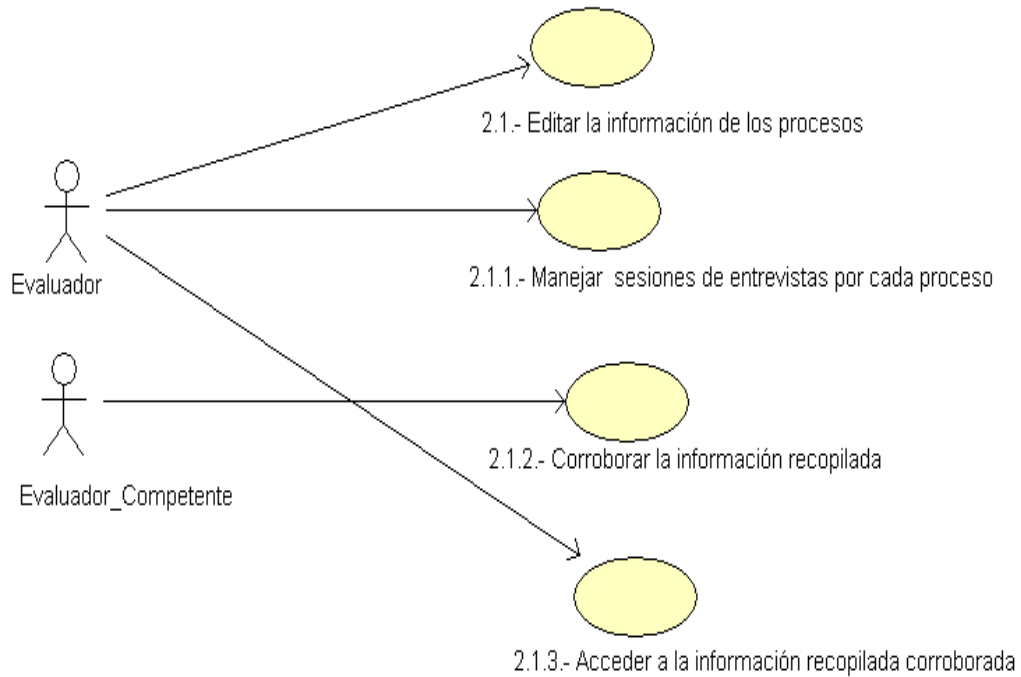 2.1.- Editar la información de los procesos
Evaluador
2.1.1.- Manejar sesiones de entrevistas por cada proceso
2.1.2.- Corroborar la información recopilada
Evaluador_Competente
2.1.3.- Acceder a la información recopilada corroborada